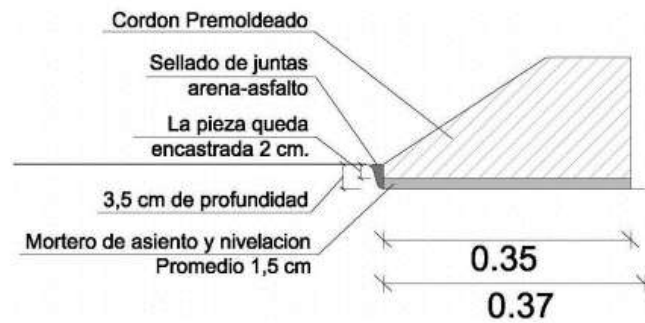 Cordon Premoldeado
Sellado de juntas
arena-asfalto
La pieza queda
encastrada 2 cm.
3,5 cm de profundidad
Mortero de asiento y nivelacion
Promedio 1,5 cm
0.35
0.37